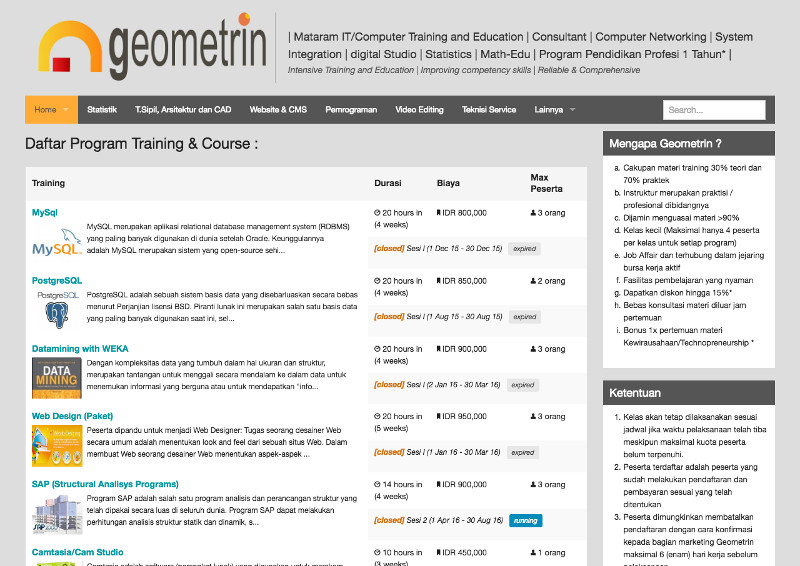 geometrin
| Mataram IT/Computer Training and Education | Consultant | Computer Networking | System
Integration | digital Studio | Statistics | Math-Edu | Program Pendidikan Profesi 1 Tahun* |
Intensive Training and Education | Improving competency skills | Reliable & Comprehensive
Home Statistik T.Sipil, Arsitektur dan CAD Website & CMS Pemrograman Video Editing Teknisi Service Lainnya Search...
Daftar Program Training & Course :
Training Durasi Biaya Max Peserta
MySql
MySQL
MySQL merupakan aplikasi relational database management system (RDBMS)
yang paling banyak digunakan di dunia setelah Oracle. Keunggulannya
adalah MySQL merupakan sistem yang open-source sehi...
20 hours in
(4 weeks)
IDR 800,000
3 orang
[closed] Sesi I (1 Dec 15 - 30 Dec 15) expired
PostgreSQL
PostgreSQL
PostgreSQL adalah sebuah sistem basis data yang disebarluaskan secara bebas
menurut Perjanjian lisensi BSD. Piranti lunak ini merupakan salah satu basis data
yang paling banyak digunakan saat ini, sel...
20 hours in
(4 weeks)
IDR 850,000
2 orang
[closed] Sesi I (1 Aug 15 - 30 Aug 15) expired
Datamining with WEKA
DATA
MINING
Dengan kompleksitas data yang tumbuh dalam hal ukuran dan struktur,
merupakan tantangan untuk menggali secara mendalam ke dalam data untuk
menemukan informasi yang berguna atau untuk mendapatkan "info...
20 hours in
(4 weeks)
IDR 900,000
3 orang
[closed] Sesi I (2 Jan 16 - 30 Mar 16) expired
Web Design (Paket)
Peserta dipandu untuk menjadi Web Designer: Tugas seorang desainer Web
secara umum adalah menentukan look and feel dari sebuah situs Web. Dalam
membuat Web seorang desainer Web menentukan aspek-aspek ...
20 hours in
(5 weeks)
IDR 950,000
3 orang
[closed] Sesi I (1 Jan 16 - 30 Mar 16) expired
SAP (Structural Analisys Programs)
Program SAP adalah salah satu program analisis dan perancangan struktur yang
telah dipakai secara luas di seluruh dunia. Program SAP dapat melakukan
perhitungan analisis struktur statik dan dinamik, s...
14 hours in
(4 weeks)
IDR 900,000
3 orang
[closed] Sesi 2 (1 Apr 16 - 30 Aug 16) running
Camtasia/Cam Studio
10 hours in
(3 weeks)
IDR 450,000
1 orang
Mengapa Geometrin ?
a. Cakupan materi training 30% teori dan
70% praktek
b. Instruktur merupakan praktisi /
profesional dibidangnya
c. Dijamin menguasai materi >90%
d. Kelas kecil (Maksimal hanya 4 peserta
per kelas untuk setiap program)
e. Job Affair dan terhubung dalam jejaring
bursa kerja aktif
f. Fasilitas pembelajaran yang nyaman
g. Dapatkan diskon hingga 15%*
h. Bebas konsultasi materi diluar jam
pertemuan
i. Bonus 1x pertemuan materi
Kewirausahaan/Technopreneurship *
Ketentuan
1. Kelas akan tetap dilaksanakan sesuai
jadwal jika waktu pelaksanaan telah tiba
meskipun maksimal kuota peserta
belum terpenuhi.
2. Peserta terdaftar adalah peserta yang
sudah melakukan pendaftaran dan
pembayaran sesuai yang telah
ditentukan
3. Peserta dimungkinkan membatalkan
pendaftaran dengan cara konfirmasi
kepada bagian marketing Geometrin
maksimal 6 (enam) hari kerja sebelum